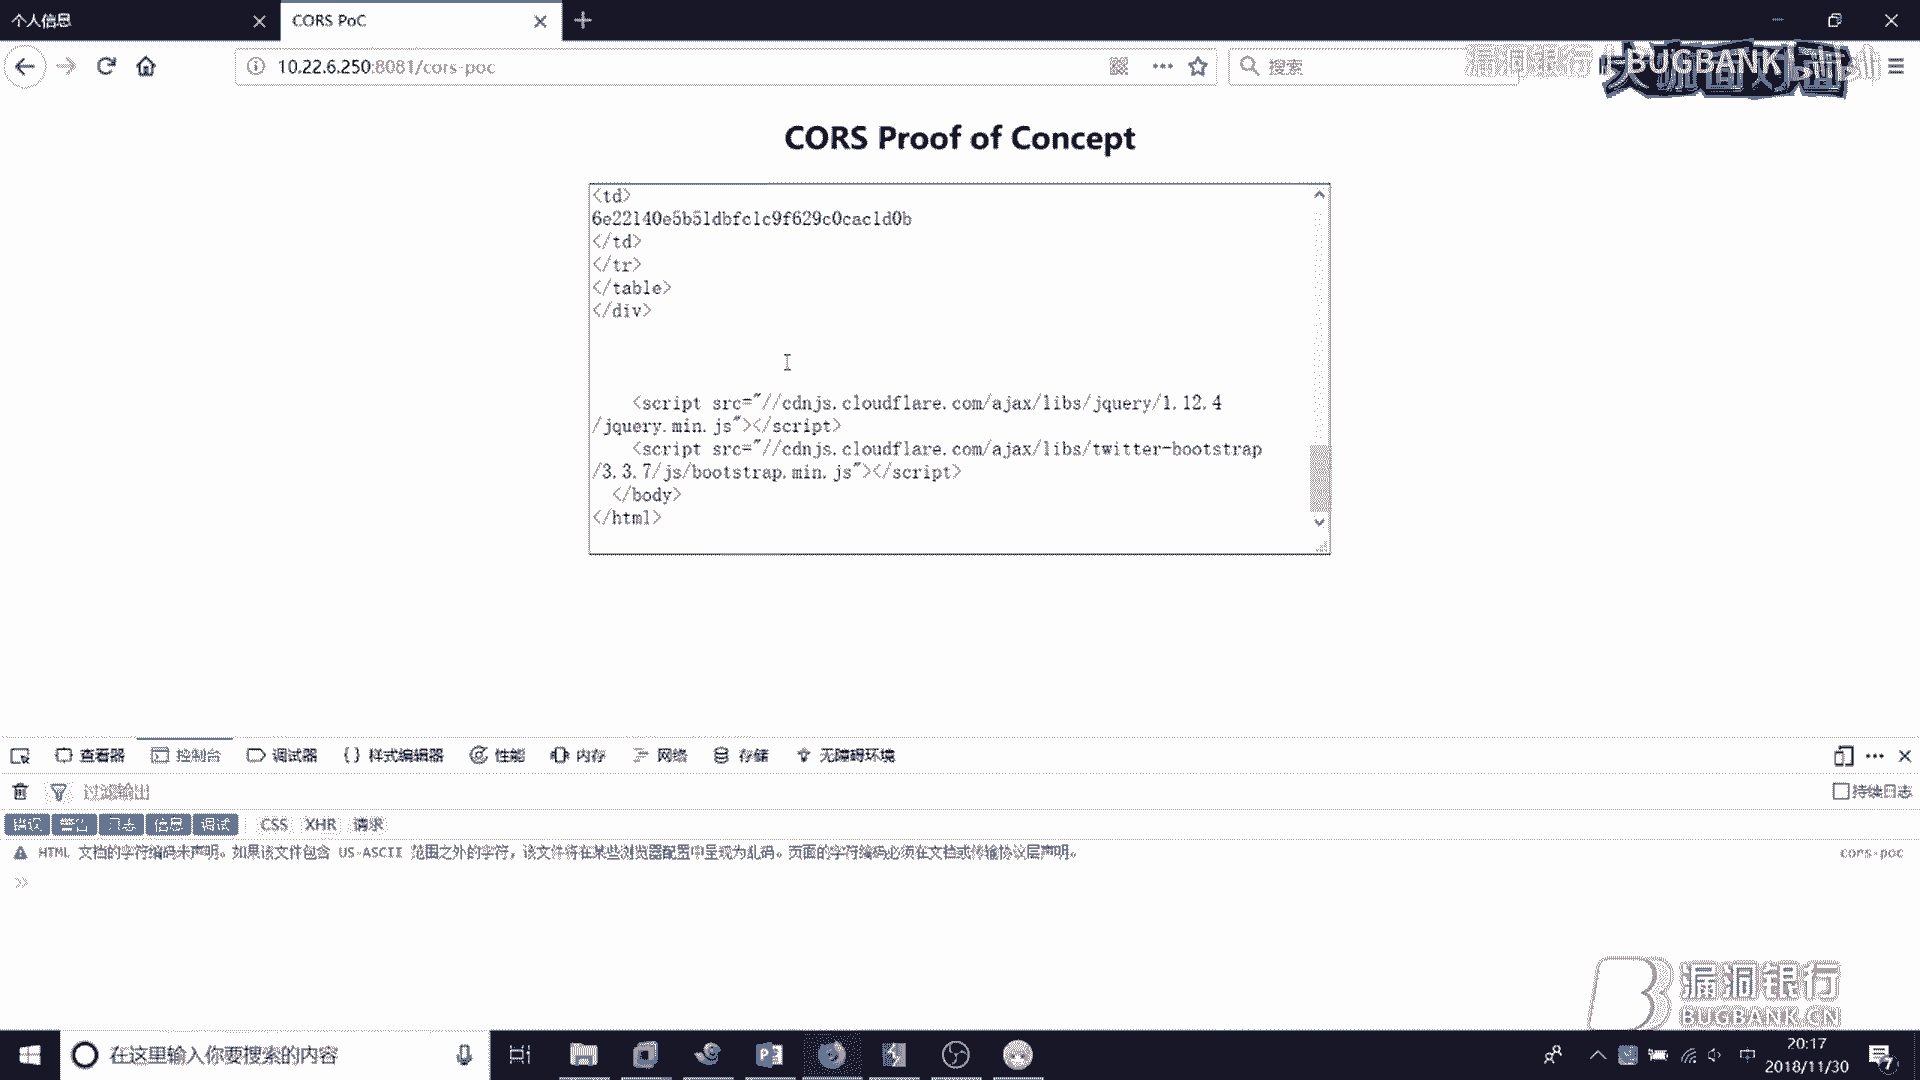 个人信息
CORS PoC
10.22.6.250:8081/cors-poc
搜索
漏洞银行 | BUGBANK
大咖面对面
CORS Proof of Concept
<td>
6e22140e5b51dbfc1c9f629c0cac1d0b
</td>
</tr>
</table>
</div>
<script src="//cdnjs.cloudflare.com/ajax/libs/jquery/1.12.4
/jquery.min.js"></script>
<script src="//cdnjs.cloudflare.com/ajax/libs/twitter-bootstrap
/3.3.7/js/bootstrap.min.js"></script>
</body>
</html>
查看器 控制台 调试器 {} 样式编辑器 性能 内存 网络 存储 无障碍环境
过滤输出
持续日志
错误 警告 日志 信息 调试 CSS XHR 请求
HTML 文档的字符编码未声明。如果该文件包含 US-ASCII 范围之外的字符，该文件将在某些浏览器配置中呈现为乱码。页面的字符编码必须在文档或传输协议层声明。 cors-poc
漏洞银行
BUGBANK.CN
在这里输入你要搜索的内容
中
20:17
2018/11/30
7